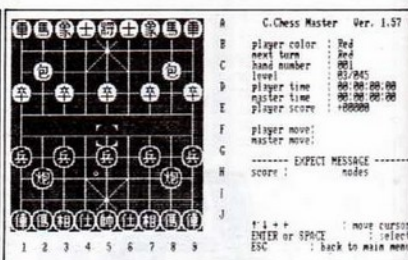 車馬象士將士象馬車
包 包
卒 卒 卒 卒 卒
兵 兵 兵 兵 兵
炮 炮
俥傌相仕帥仕相傌俥
1 2 3 4 5 6 7 8 9
A
B
C
D
E
F
G
H
I
J
C.Chess Master Ver. 1.57
player color : Red
next turn : Red
hand number : 001
level : 03/045
player time : 00:00:00:00
master time : 00:00:00:00
player score : +00000
player move:
master move:
------- EXPECT MESSAGE -------
score : nodes
: move cursor
ENTER or SPACE : select
ESC : back to main menu